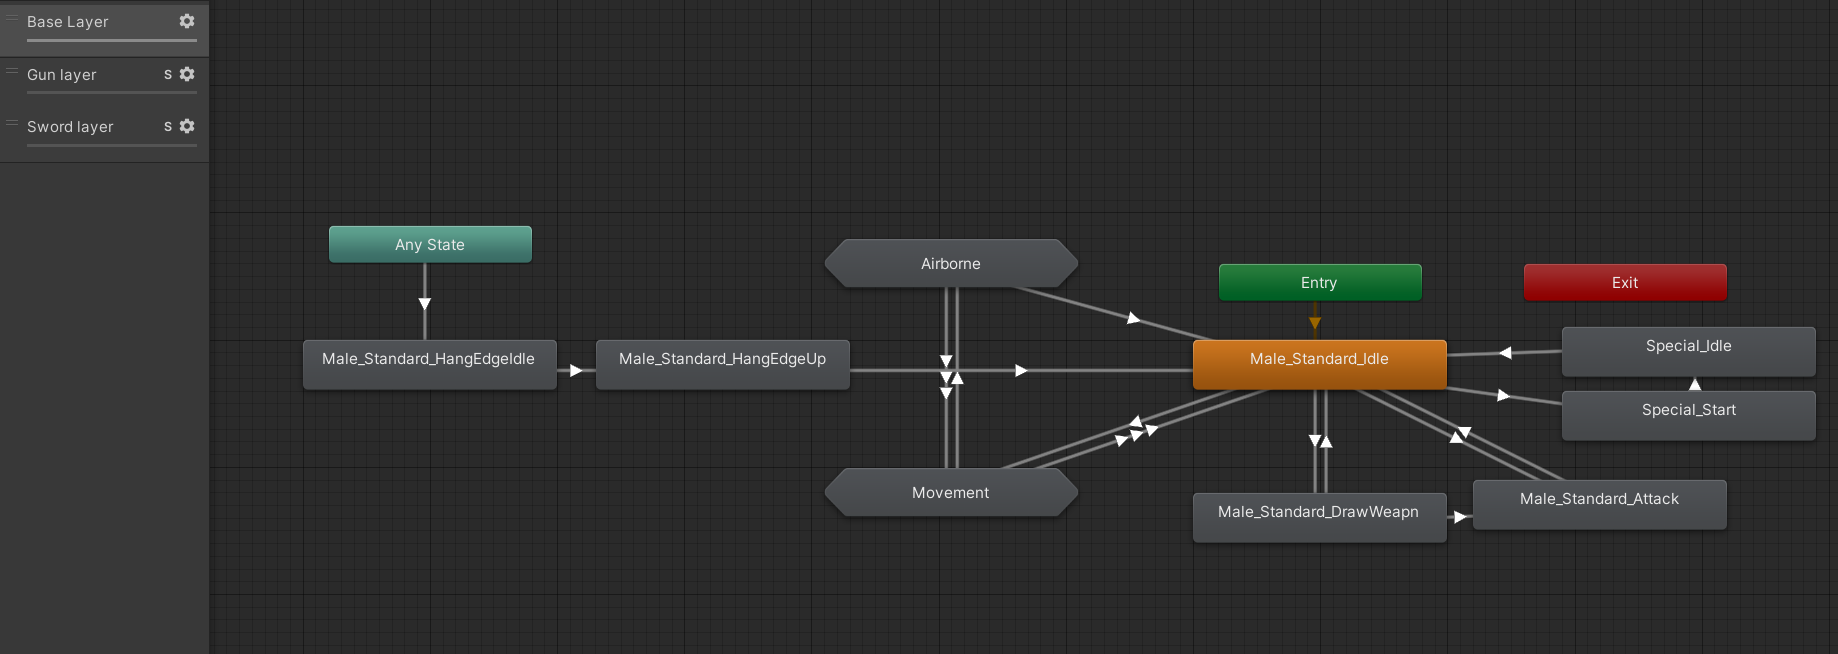 Base Layer
Gun layer S
Sword layer S
Any State
Airborne
Entry
Exit
Male_Standard_HangEdgeIdle
Male_Standard_HangEdgeUp
Male_Standard_Idle
Special_Idle
Special_Start
Movement
Male_Standard_DrawWeapn
Male_Standard_Attack